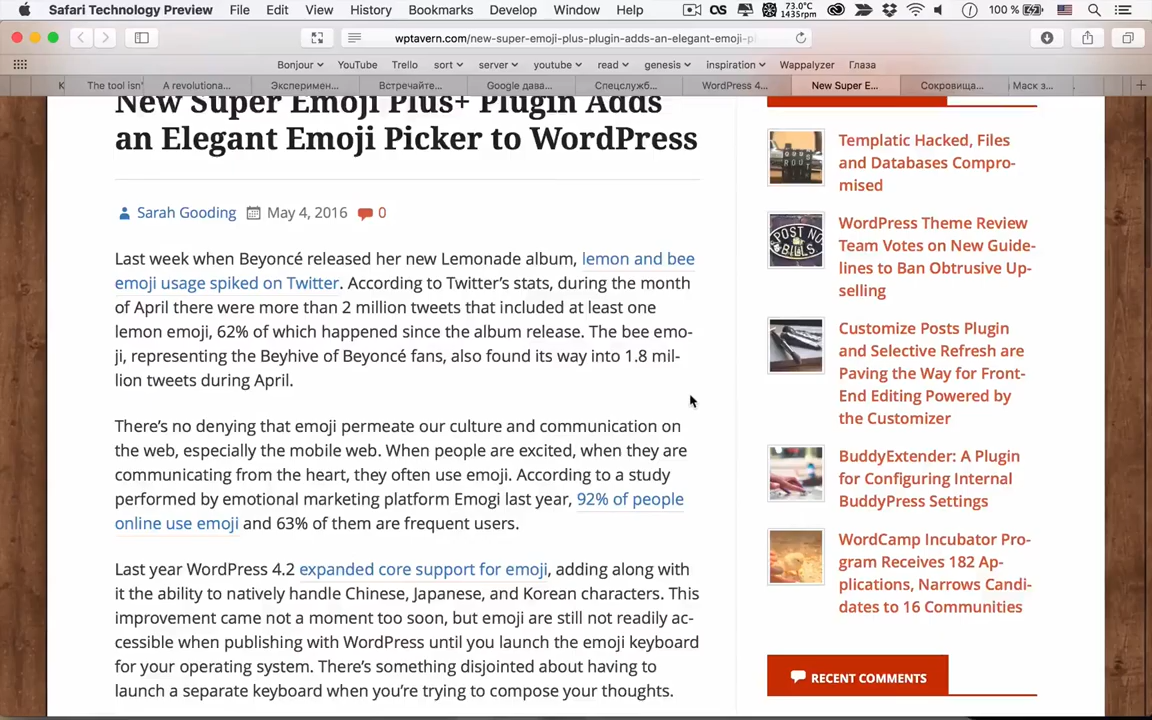 Safari Technology Preview File Edit View History Bookmarks Develop Window Help OS 73.0°C 1435rpm 100 %
wptavern.com/new-super-emoji-plus-plugin-adds-an-elegant-emoji-p
Bonjour YouTube Trello sort server youtube read genesis inspiration Wappalyzer Глаза
K The tool isn' A revolutiona... Эксперимен... Встречайте... Google дава... Спецслужб... WordPress 4... New Super E... Сокровища... Маск з...
New Super Emoji Plus+ Plugin Adds
an Elegant Emoji Picker to WordPress
Sarah Gooding May 4, 2016 0
Last week when Beyoncé released her new Lemonade album, lemon and bee
emoji usage spiked on Twitter. According to Twitter's stats, during the month
of April there were more than 2 million tweets that included at least one
lemon emoji, 62% of which happened since the album release. The bee emo-
ji, representing the Beyhive of Beyoncé fans, also found its way into 1.8 mil-
lion tweets during April.
There's no denying that emoji permeate our culture and communication on
the web, especially the mobile web. When people are excited, when they are
communicating from the heart, they often use emoji. According to a study
performed by emotional marketing platform Emogi last year, 92% of people
online use emoji and 63% of them are frequent users.
Last year WordPress 4.2 expanded core support for emoji, adding along with
it the ability to natively handle Chinese, Japanese, and Korean characters. This
improvement came not a moment too soon, but emoji are still not readily ac-
cessible when publishing with WordPress until you launch the emoji keyboard
for your operating system. There's something disjointed about having to
launch a separate keyboard when you're trying to compose your thoughts.
Templatic Hacked, Files
and Databases Compro-
mised
POST NO
BILLS
WordPress Theme Review
Team Votes on New Guide-
lines to Ban Obtrusive Up-
selling
Customize Posts Plugin
and Selective Refresh are
Paving the Way for Front-
End Editing Powered by
the Customizer
BuddyExtender: A Plugin
for Configuring Internal
BuddyPress Settings
WordCamp Incubator Pro-
gram Receives 182 Ap-
plications, Narrows Candi-
dates to 16 Communities
RECENT COMMENTS